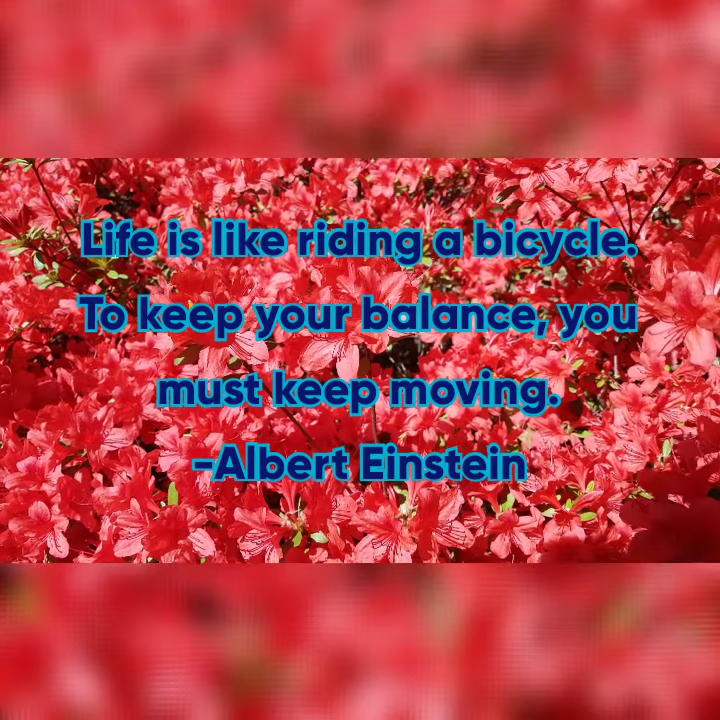 Life is like riding a bicycle.
To keep your balance, you
must keep moving.
-Albert Einstein